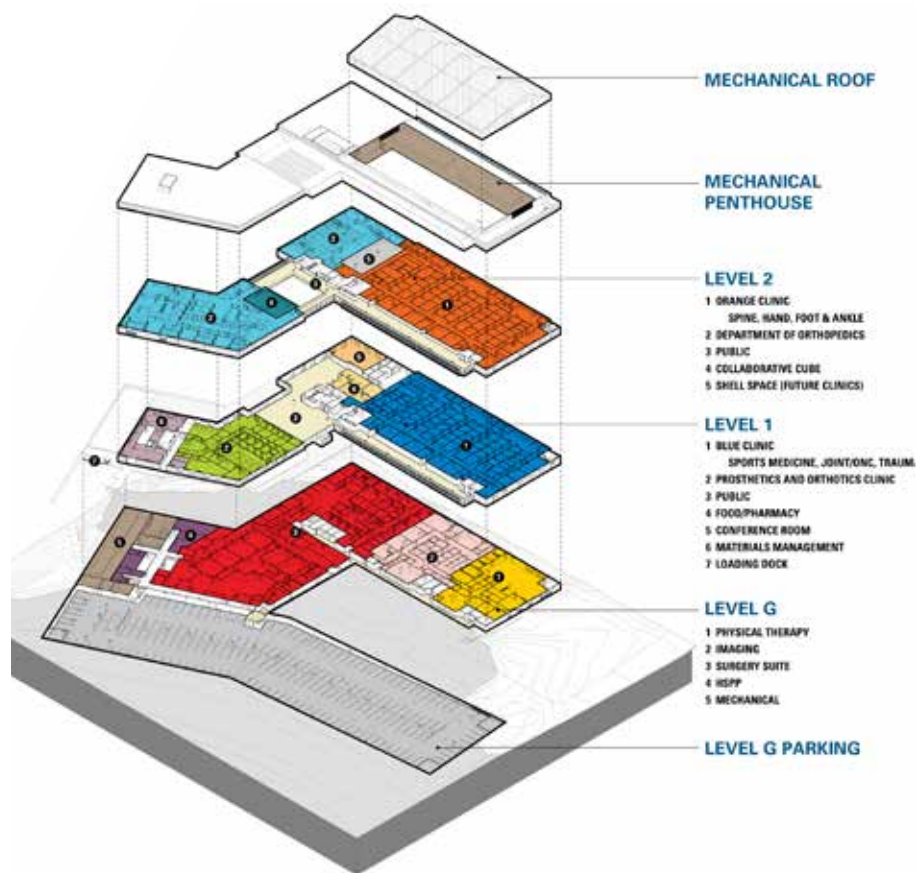 MECHANICAL ROOF
MECHANICAL
PENTHOUSE
LEVEL 2
1 ORANGE CLINIC
SPINE, HAND, FOOT & ANKLE
2 DEPARTMENT OF ORTHOPEDICS
3 PUBLIC
4 COLLABORATIVE CUBE
5 SHELL SPACE (FUTURE CLINICS)
LEVEL 1
1 BLUE CLINIC
SPORTS MEDICINE, JOINT/ONC, TRAUM
2 PROSTHETICS AND ORTHOTICS CLINIC
3 PUBLIC
4 FOOD/PHARMACY
5 CONFERENCE ROOM
6 MATERIALS MANAGEMENT
7 LOADING DOCK
LEVEL G
1 PHYSICAL THERAPY
2 IMAGING
3 SURGERY SUITE
4 HSPP
5 MECHANICAL
LEVEL G PARKING